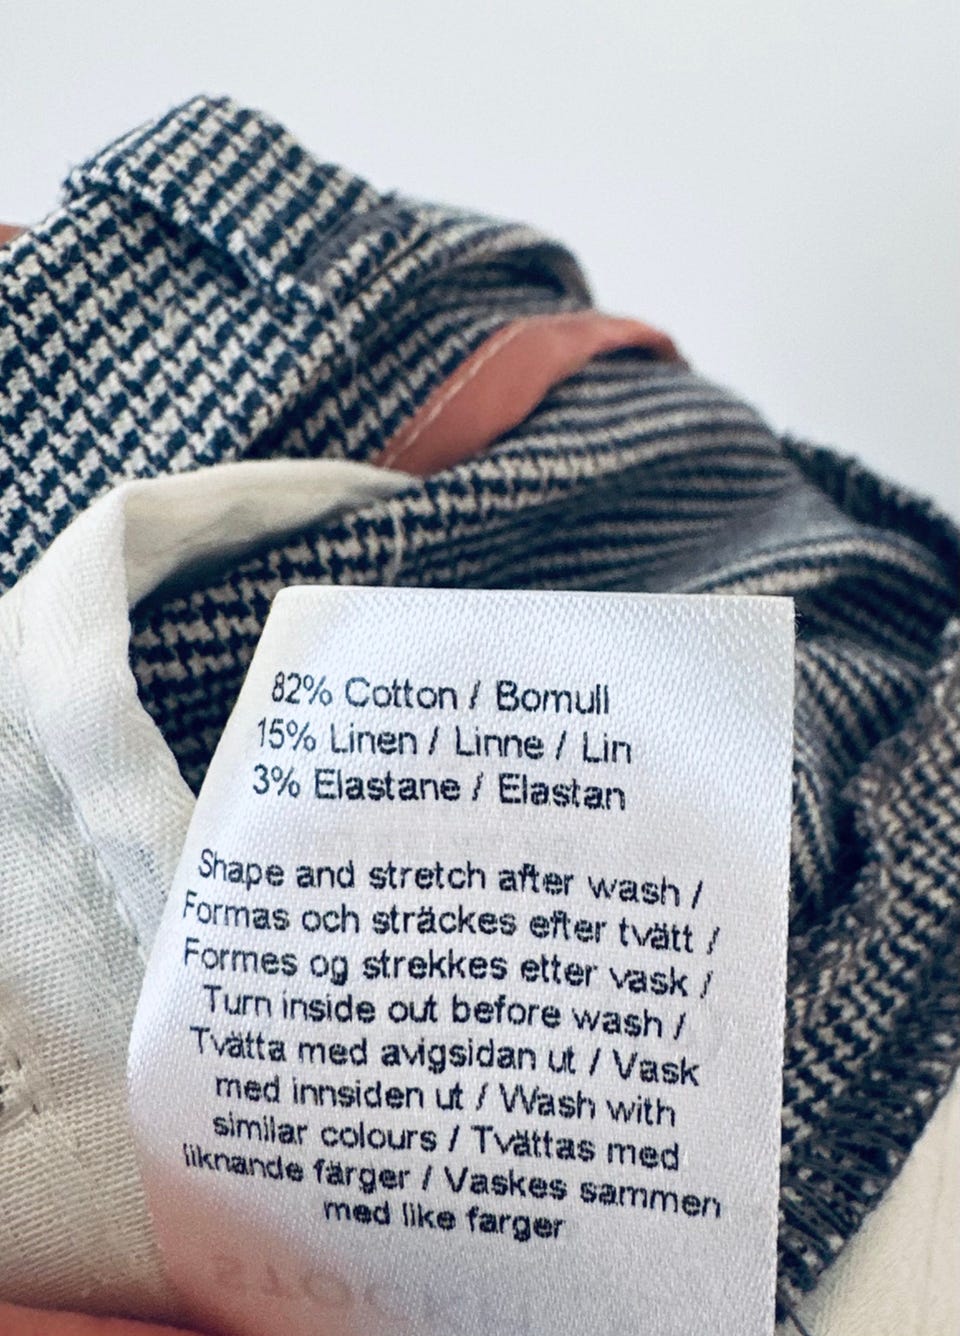 82% Cotton / Bomull
15% Linen / Linne / Lin
3% Elastane / Elastan
Shape and stretch after wash /
Formas och sträckes efter tvätt /
Formes og strekkes etter vask /
Turn inside out before wash /
Tvätta med avigsidan ut / Vask
med innsiden ut / Wash with
similar colours / Tvättas med
liknande färger / Vaskes sammen
med like farger